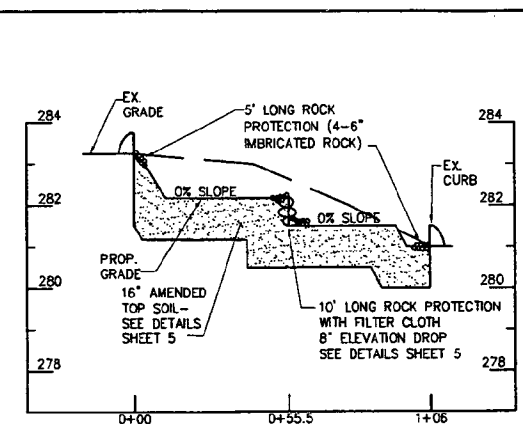 EX.
GRADE
5' LONG ROCK
PROTECTION (4-6"
IMBRICATED ROCK)
EX.
CURB
284
284
282
282
280
280
278
278
0% SLOPE
0% SLOPE
PROP.
GRADE
16" AMENDED
TOP SOIL-
SEE DETAILS
SHEET 5
10' LONG ROCK PROTECTION
WITH FILTER CLOTH
8" ELEVATION DROP
SEE DETAILS SHEET 5
0+00
0+55.5
1+06